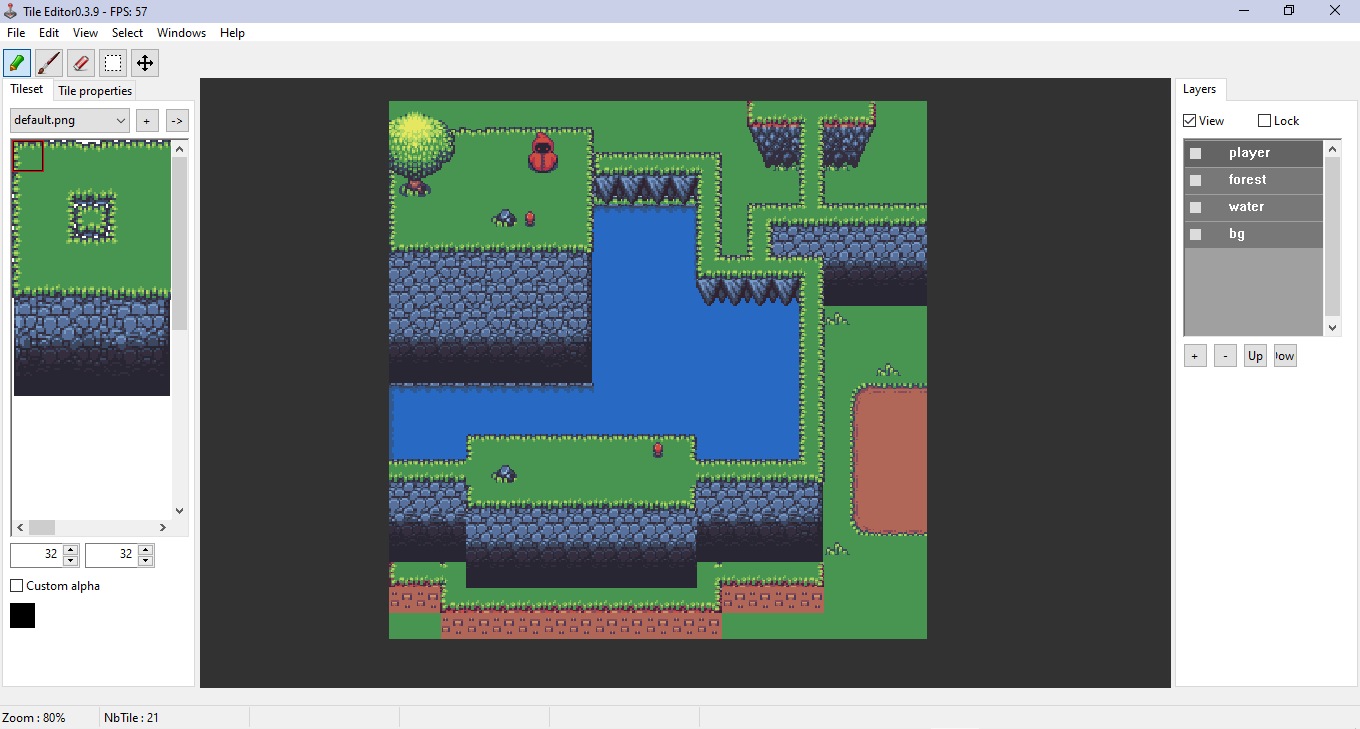 Tile Editor0.3.9 - FPS: 57
File Edit View Select Windows Help
Tileset Tile properties
default.png + ->
32 32
Custom alpha
Layers
View Lock
player
forest
water
bg
+ - Up Dow
Zoom : 80% NbTile : 21